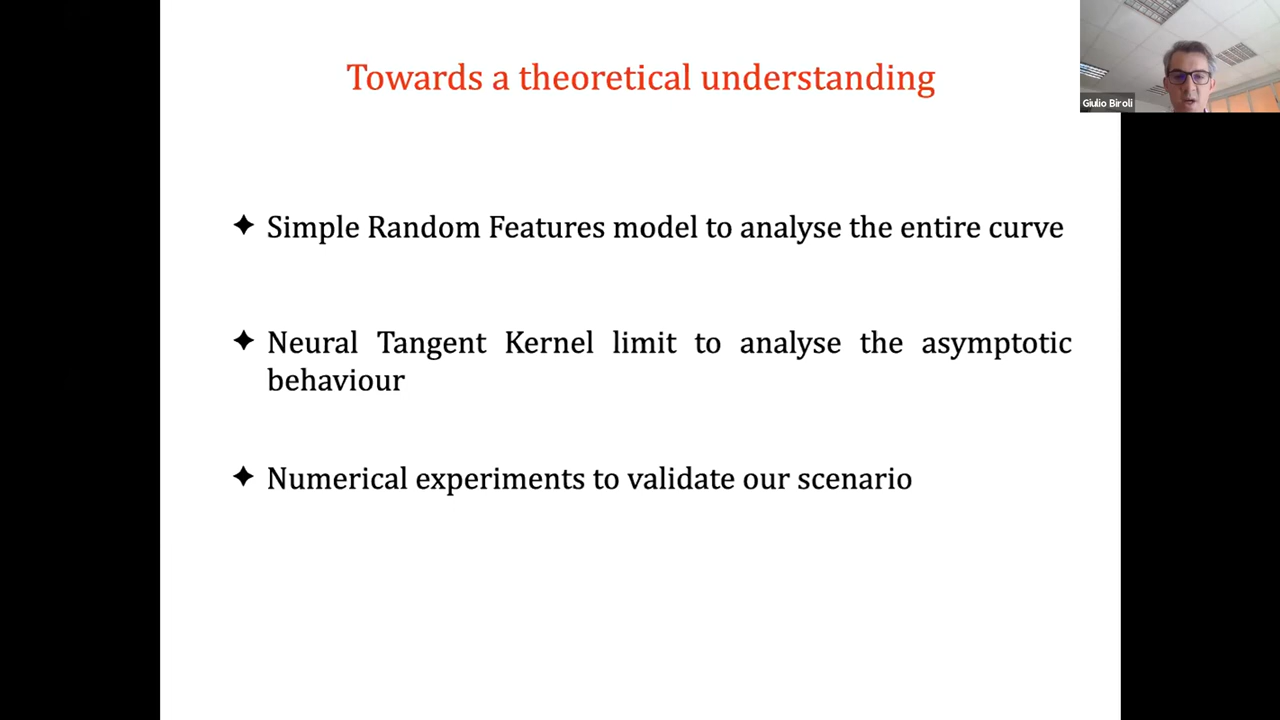 Towards a theoretical understanding
Giulio Biroli
Simple Random Features model to analyse the entire curve
Neural Tangent Kernel limit to analyse the asymptotic
behaviour
Numerical experiments to validate our scenario